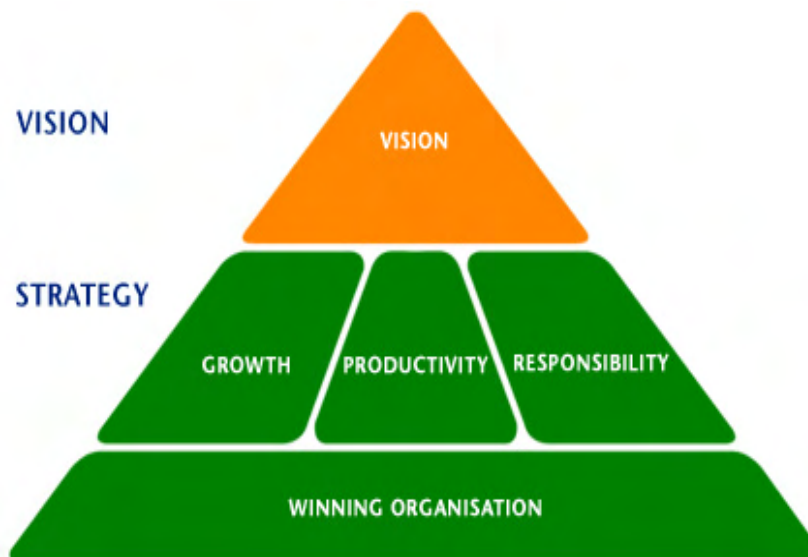 VISION
VISION
STRATEGY
GROWTH
PRODUCTIVITY
RESPONSIBILITY
WINNING ORGANISATION